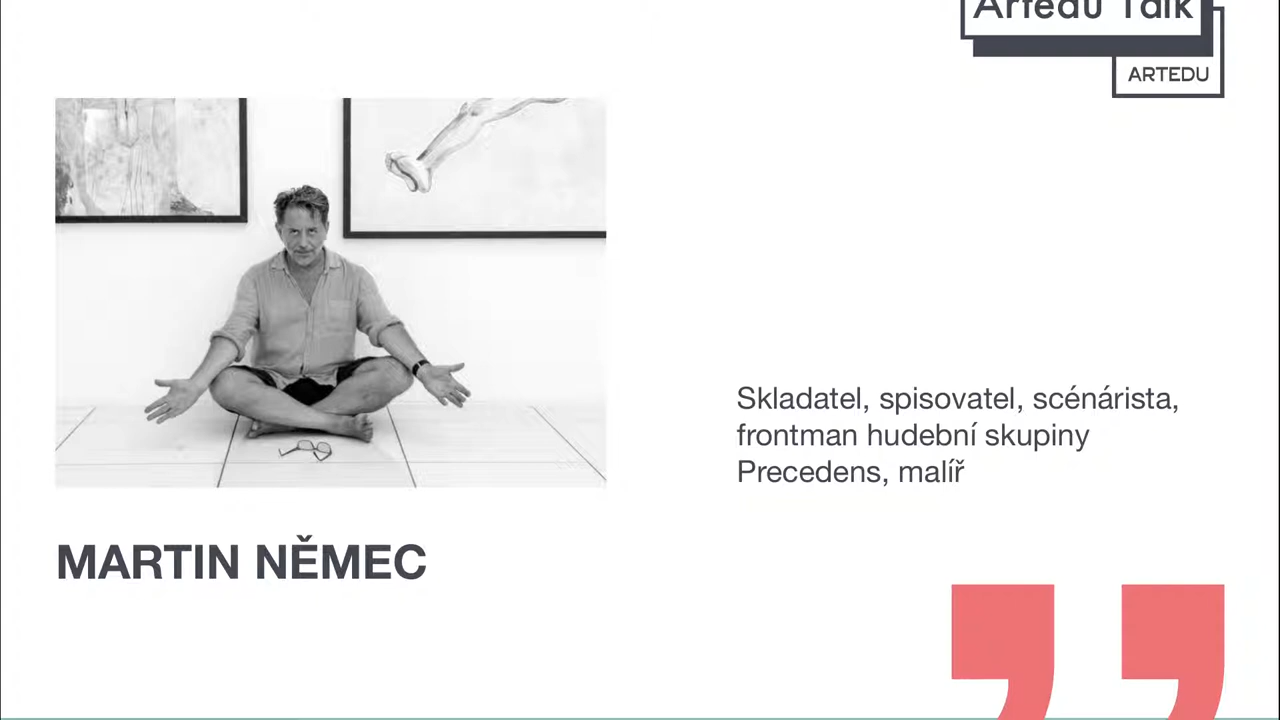 Artedu Talk
ARTEDU
Skladatel, spisovatel, scénárista,
frontman hudební skupiny
Precedens, malíř
MARTIN NĚMEC